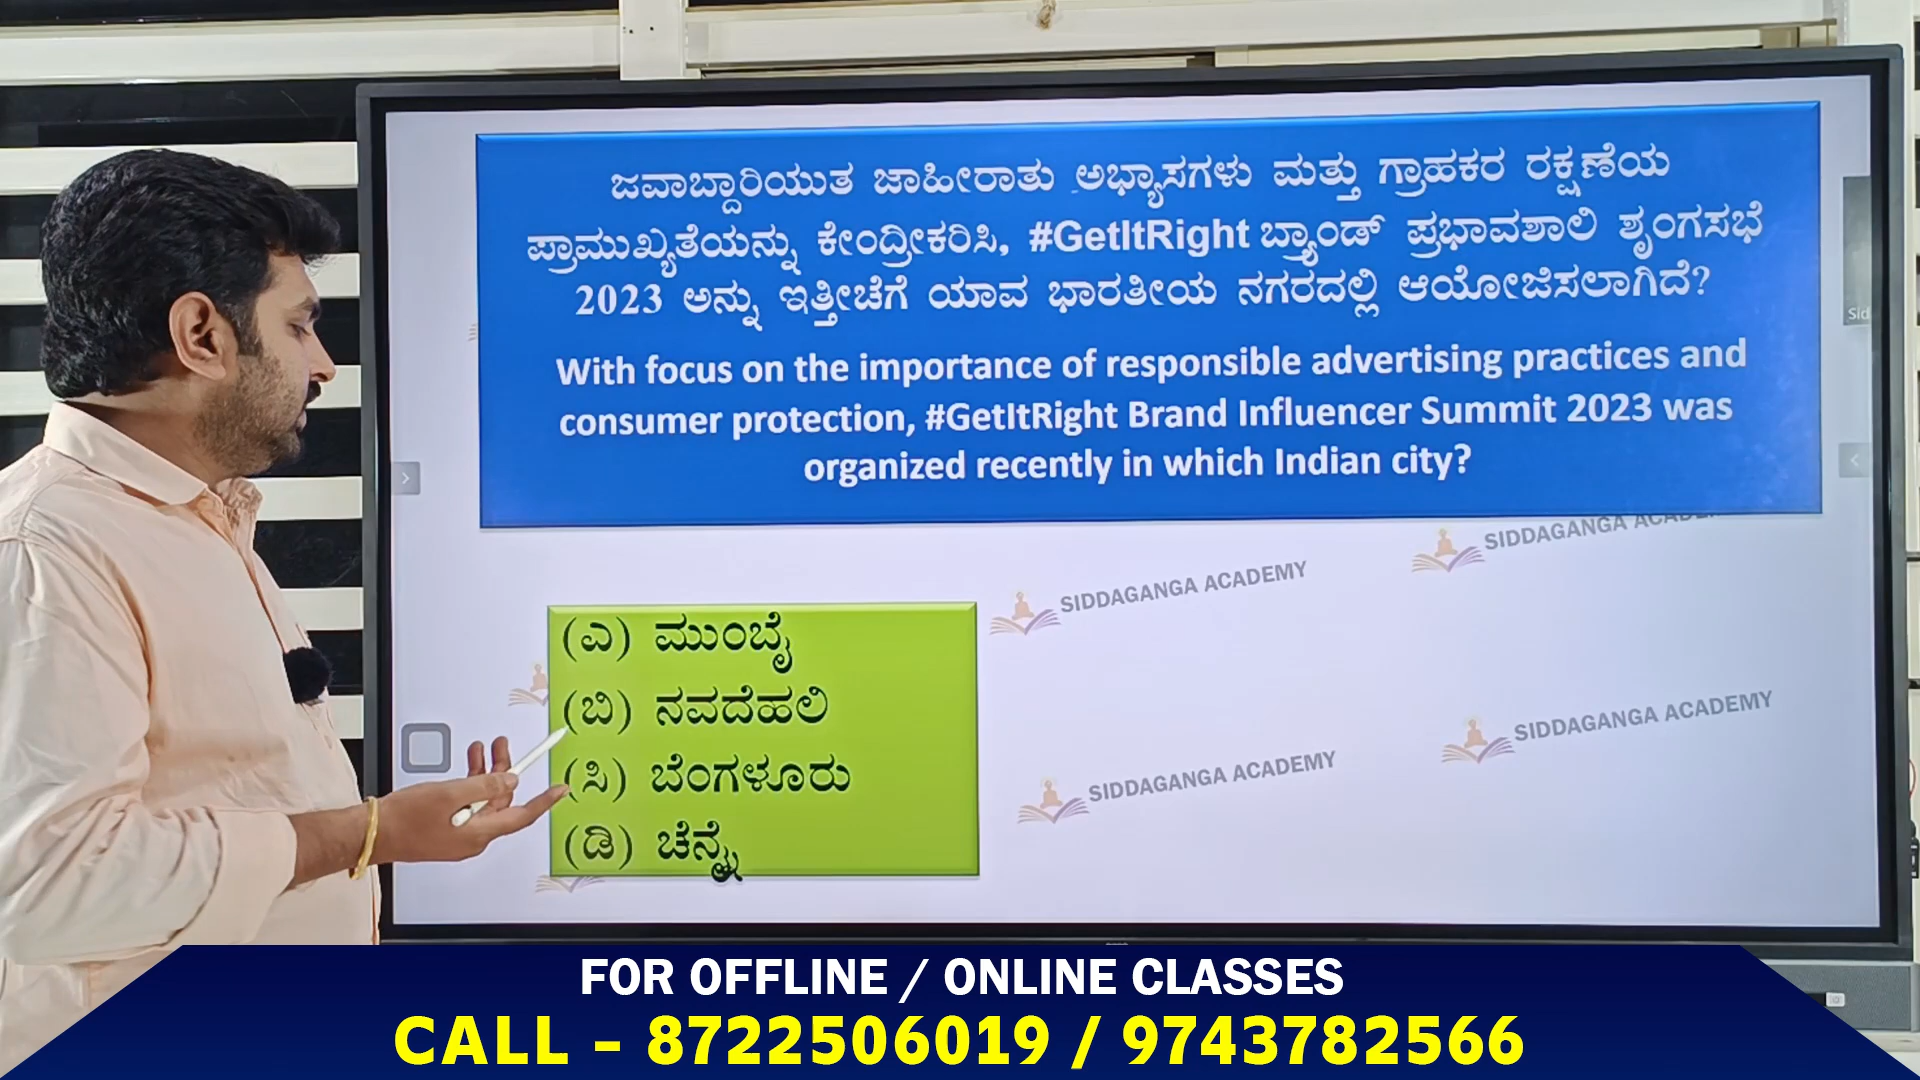 ಜವಾಬ್ದಾರಿಯುತ ಜಾಹೀರಾತು ಅಭ್ಯಾಸಗಳು ಮತ್ತು ಗ್ರಾಹಕರ ರಕ್ಷಣೆಯ
ಪ್ರಾಮುಖ್ಯತೆಯನ್ನು ಕೇಂದ್ರೀಕರಿಸಿ, #GetItRight ಬ್ರ್ಯಾಂಡ್ ಪ್ರಭಾವಶಾಲಿ ಶೃಂಗಸಭೆ
2023 ಅನ್ನು ಇತ್ತೀಚೆಗೆ ಯಾವ ಭಾರತೀಯ ನಗರದಲ್ಲಿ ಆಯೋಜಿಸಲಾಗಿದೆ?
With focus on the importance of responsible advertising practices and
consumer protection, #GetItRight Brand Influencer Summit 2023 was
organized recently in which Indian city?
(ಎ) ಮುಂಬೈ
(ಬಿ) ನವದೆಹಲಿ
(ಸಿ) ಬೆಂಗಳೂರು
(ಡಿ) ಚೆನ್ನೈ
SIDDAGANGA ACADEMY
SIDDAGANGA ACADEMY
SIDDAGANGA ACADEMY
SIDDAGANGA ACADEMY
FOR OFFLINE / ONLINE CLASSES
CALL – 8722506019 / 9743782566